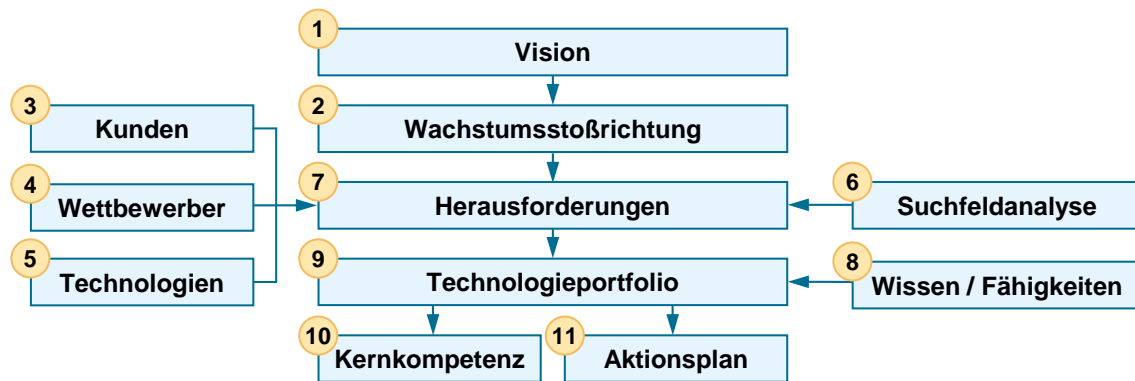 1
Vision
3
Kunden
2
Wachstumsstoßrichtung
4
Wettbewerber
7
Herausforderungen
6
Suchfeldanalyse
5
Technologien
9
Technologieportfolio
8
Wissen / Fähigkeiten
10
Kernkompetenz
11
Aktionsplan